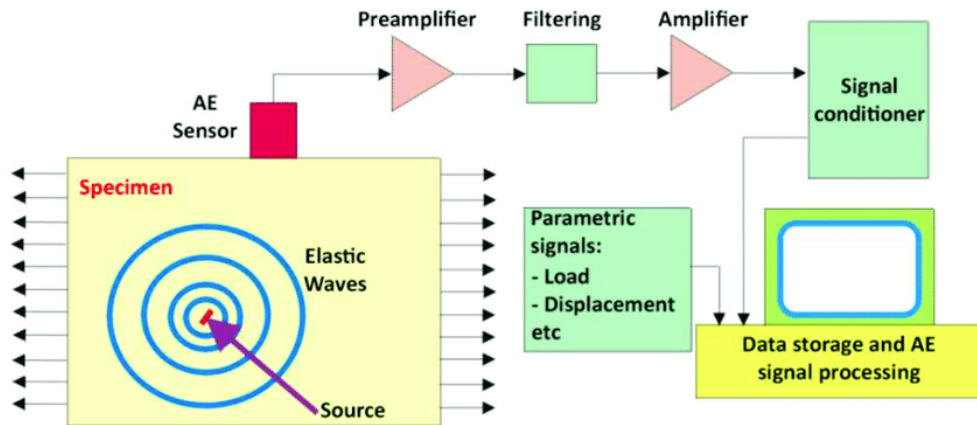 Preamplifier
Filtering
Amplifier
AE
Sensor
Signal
conditioner
Specimen
Elastic
Waves
Source
Parametric
signals:
- Load
- Displacement
etc
Data storage and AE
signal processing